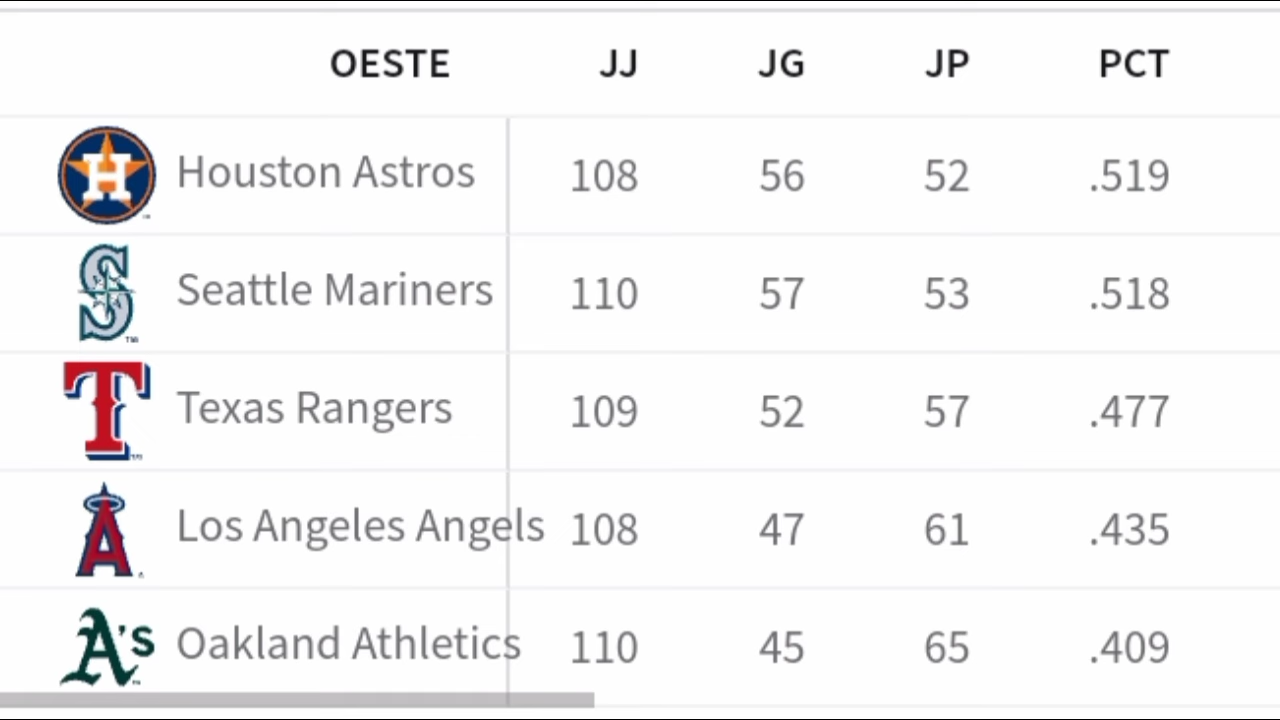 OESTE JJ JG JP PCT
Houston Astros 108 56 52 .519
Seattle Mariners 110 57 53 .518
Texas Rangers 109 52 57 .477
Los Angeles Angels 108 47 61 .435
A's Oakland Athletics 110 45 65 .409